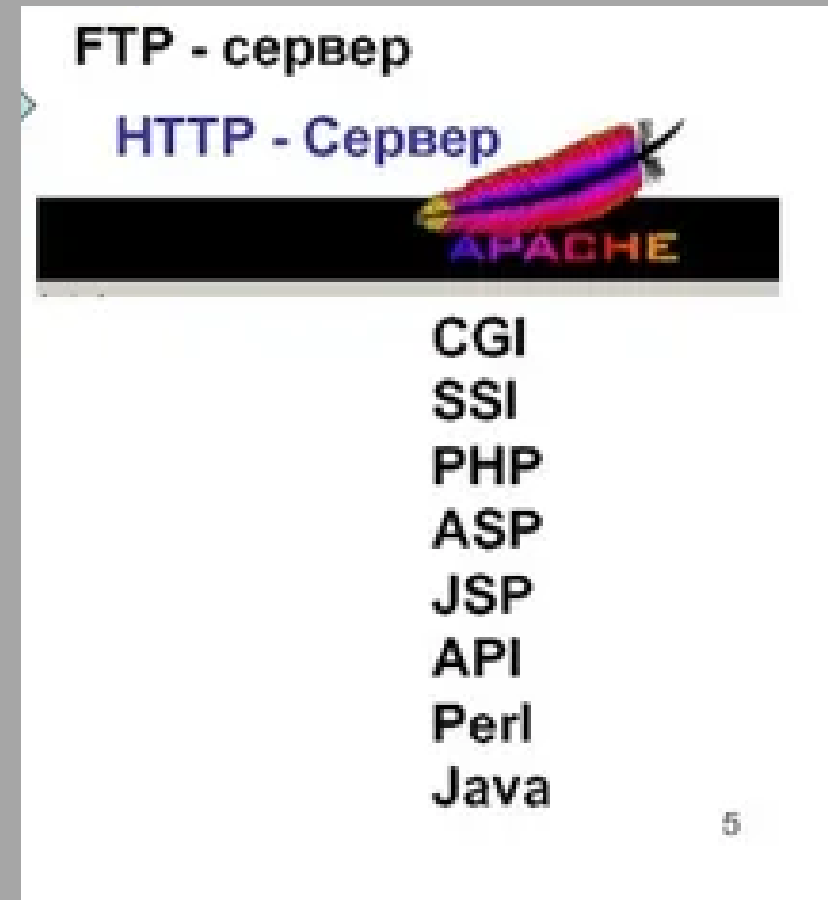 FTP - сервер
HTTP - Сервер
APACHE
CGI
SSI
PHP
ASP
JSP
API
Perl
Java
5